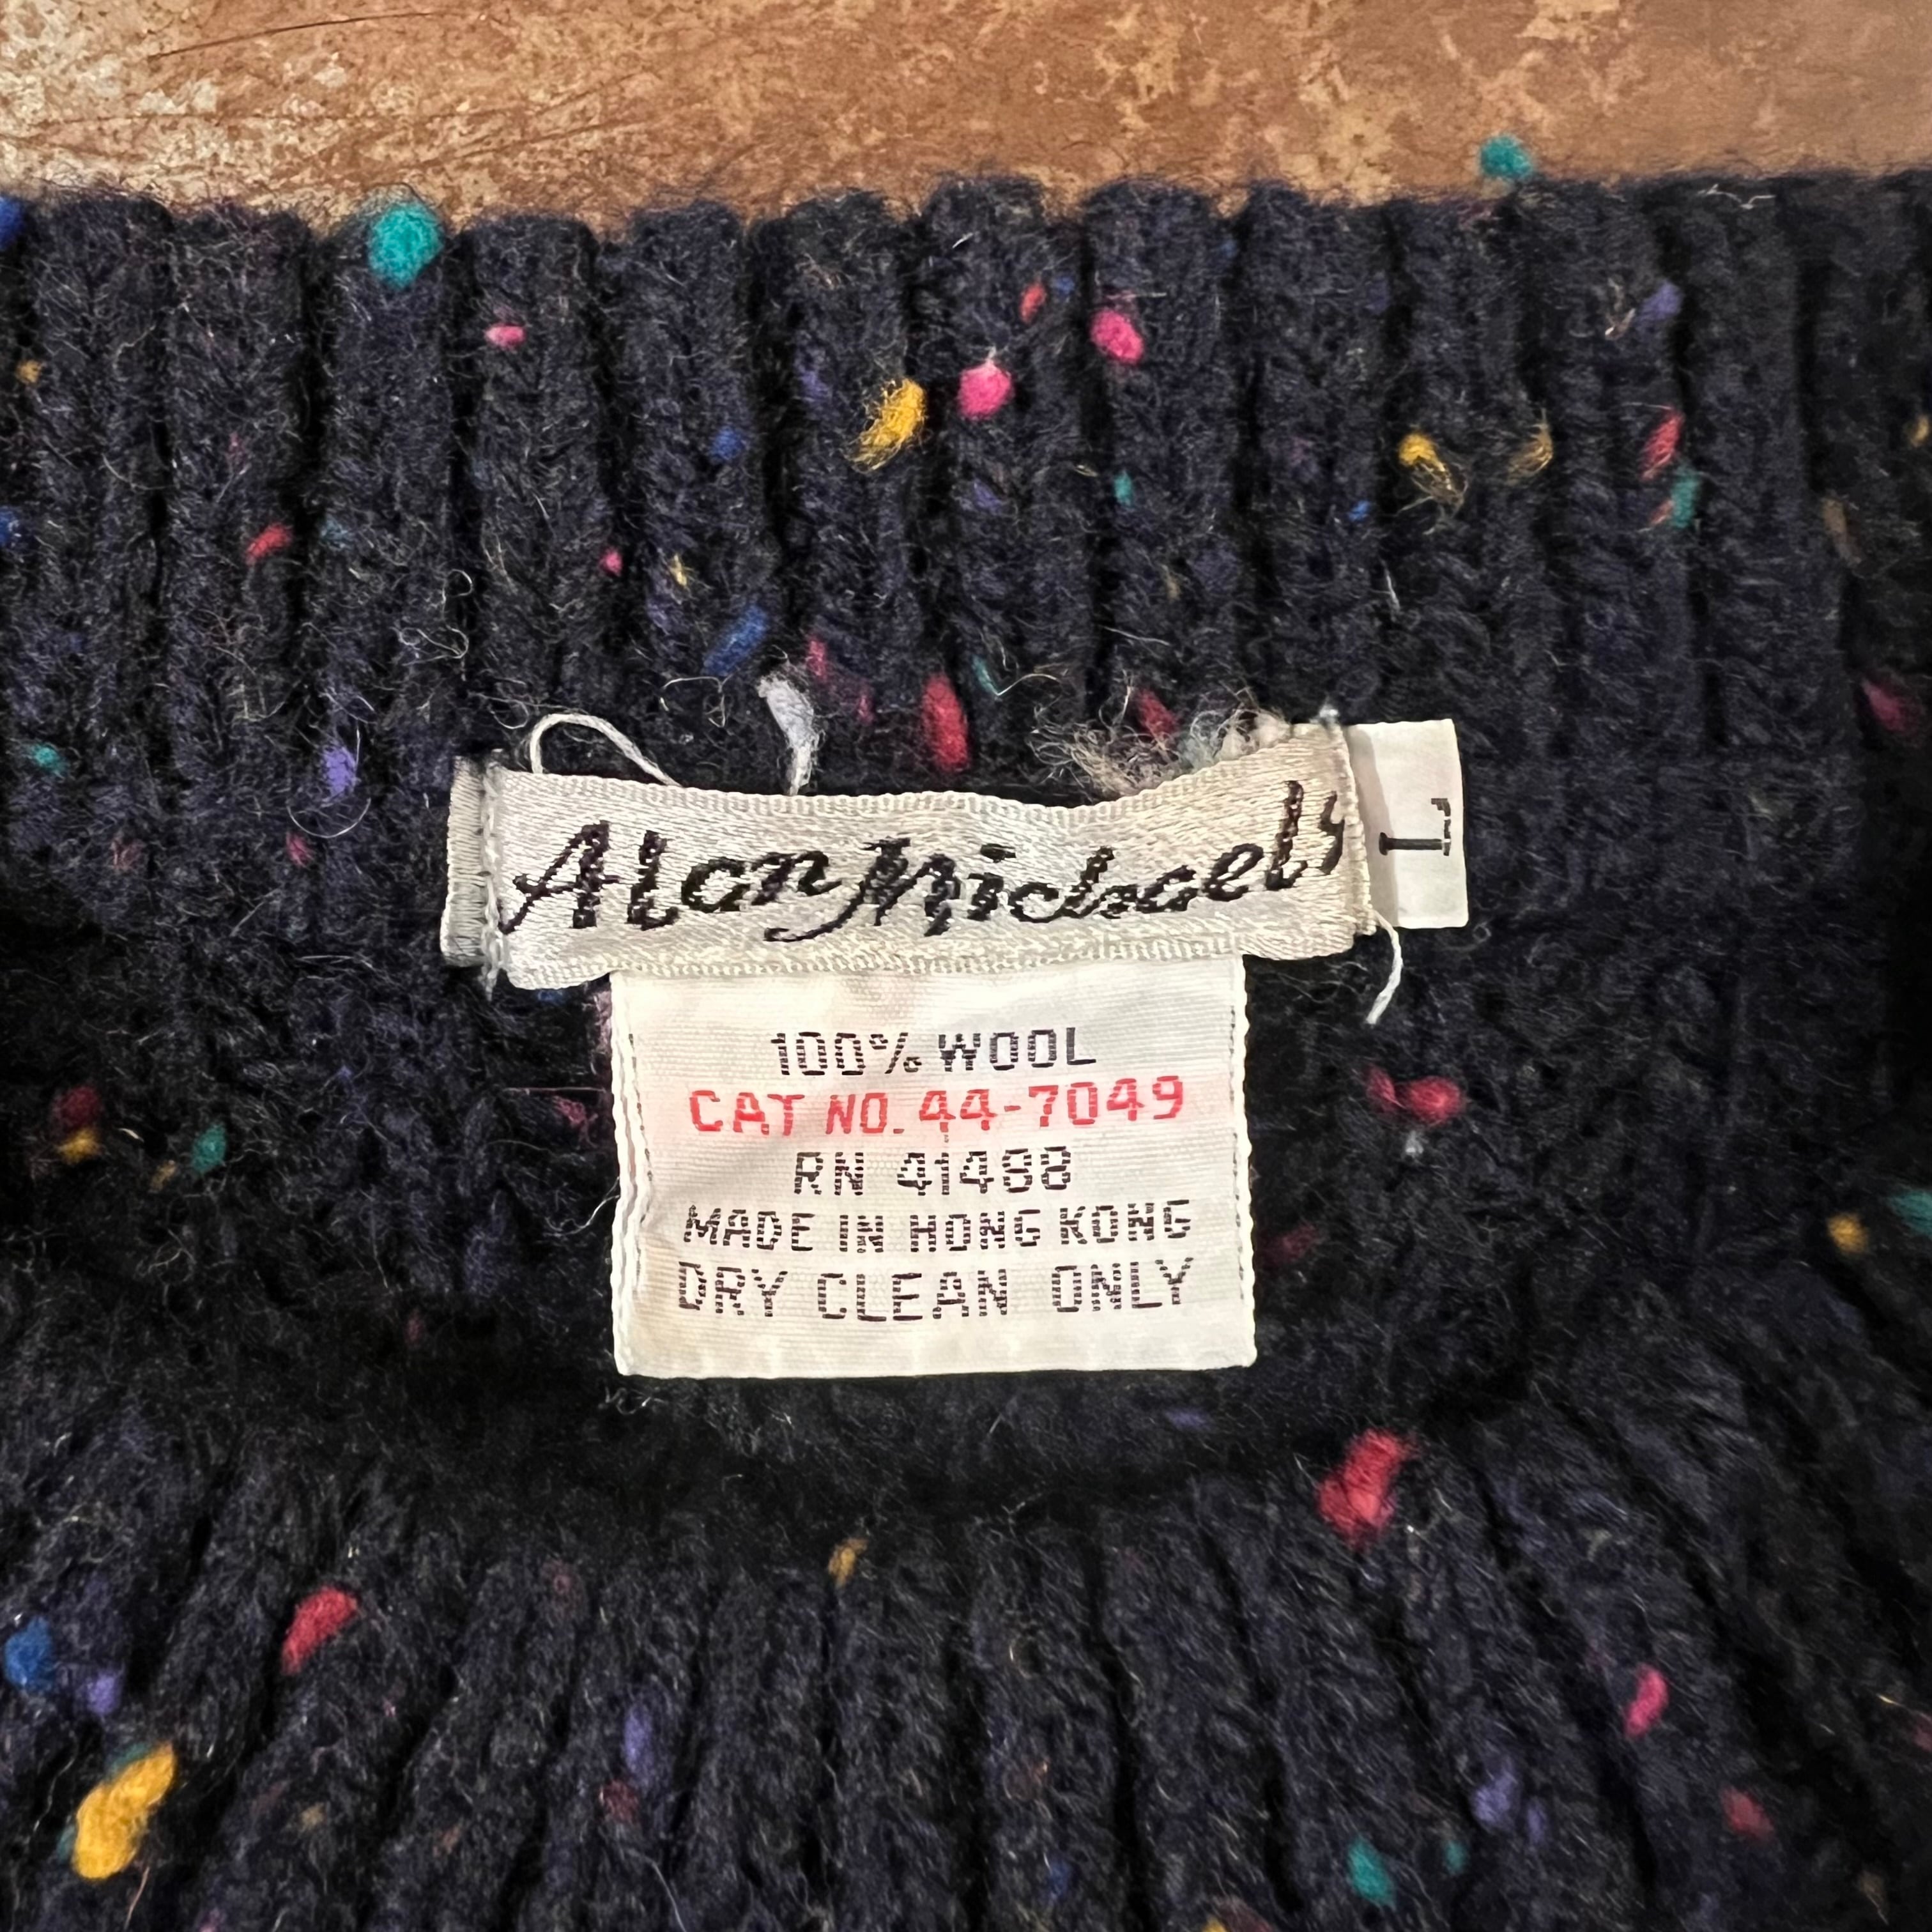 Alan Michaels
L
100% WOOL
CAT NO. 44-7049
RN 41488
MADE IN HONG KONG
DRY CLEAN ONLY